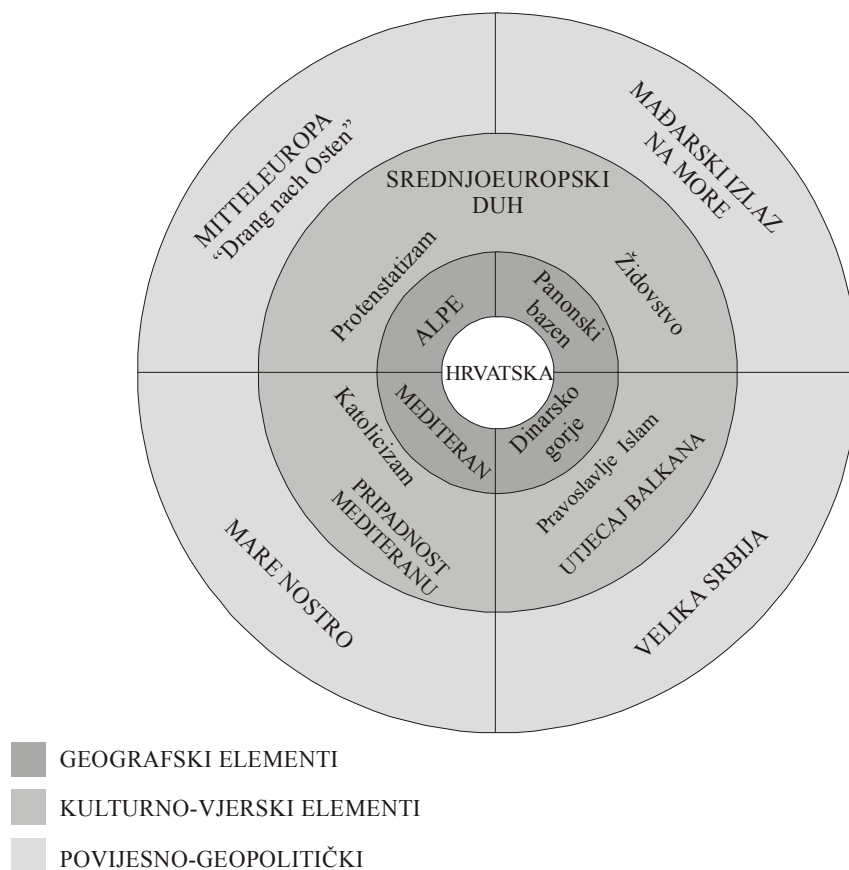 MITTELEUROPA
“Drang nach Osten”
MAĐARSKI IZLAZ
NA MORE
SREDNJOEUROPSKI
DUH
Protenstatizam
Židovstvo
ALPE
Panonski
bazen
HRVATSKA
MEDITERAN
Dinarsko
gorje
Katolicizam
PRIPADNOST
MEDITERANU
Pravoslavlje Islam
UTJECAJ BALKANA
MARE NOSTRO
VELIKA SRBIJA
GEOGRAFSKI ELEMENTI
KULTURNO-VJERSKI ELEMENTI
POVIJESNO-GEOPOLITIČKI